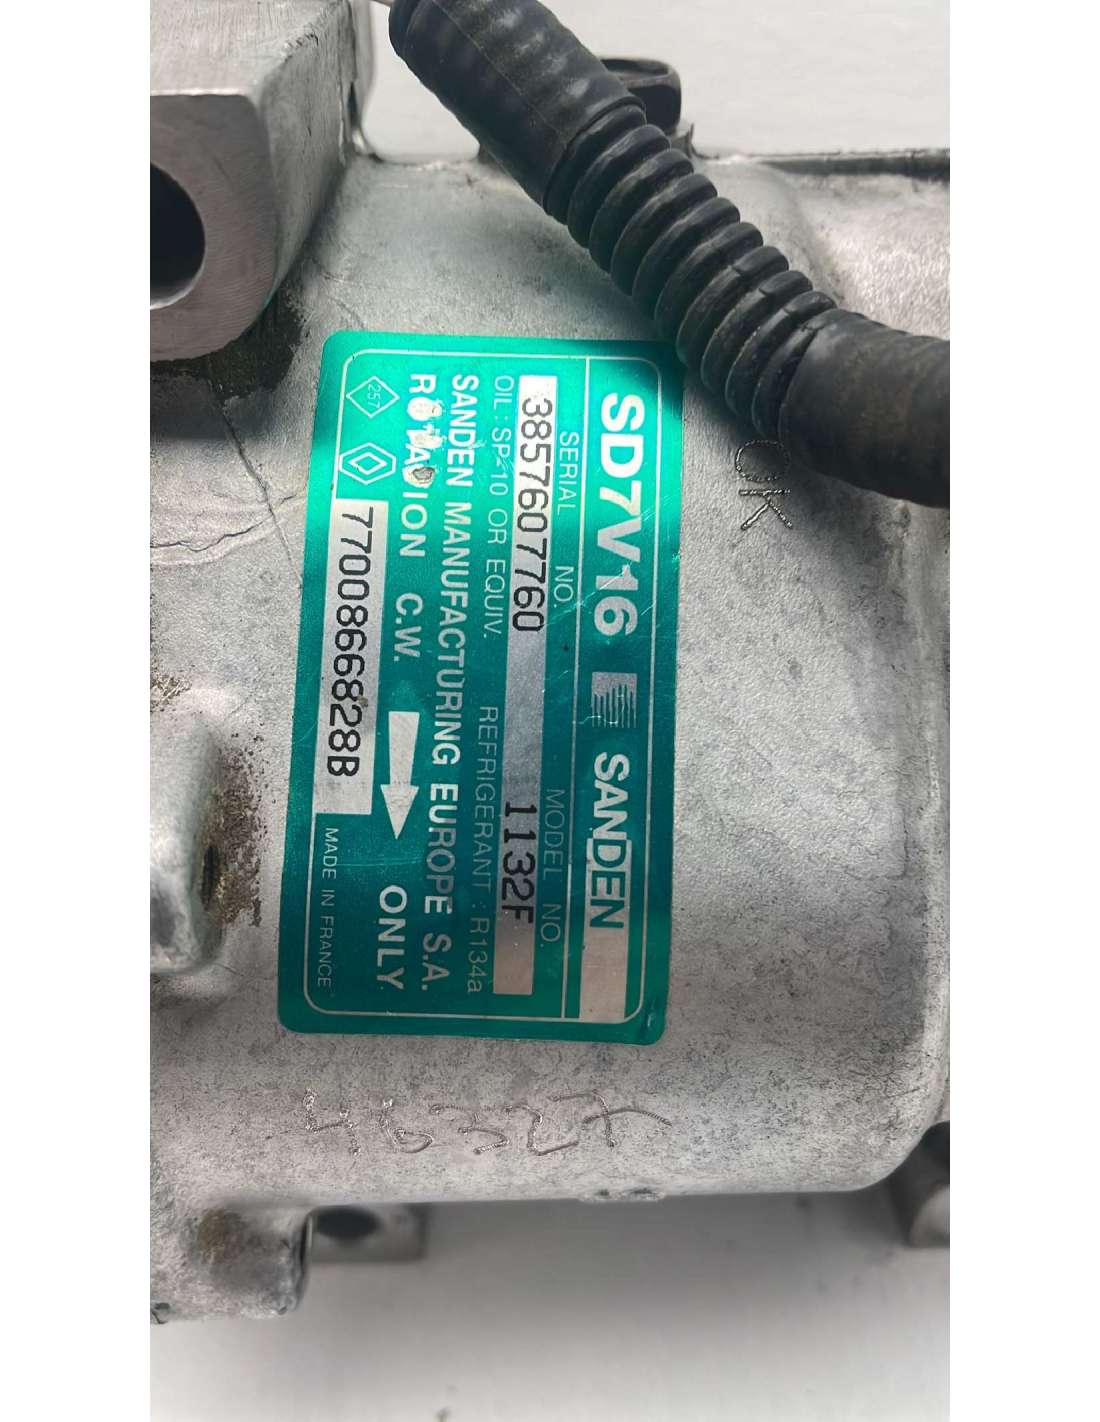 SD7V16 SANDEN
SERIAL NO. MODEL NO.
3857607760 1132F
OIL : SP-10 OR EQUIV. REFRIGERANT : R134a
SANDEN MANUFACTURING EUROPE S.A.
ROTATION C.W. ONLY
257 7700866828B MADE IN FRANCE
OK
46327